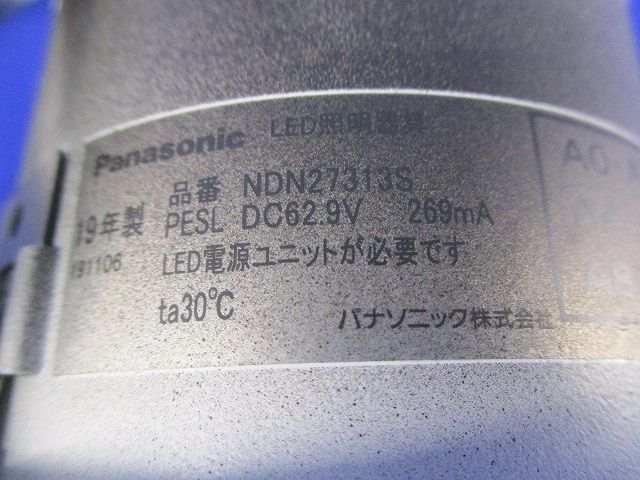 Panasonic LED照明器具
19年製 品番 NDN27313S
PESL DC62.9V 269mA
191106 LED電源ユニットが必要です
ta30℃ パナソニック株式会社